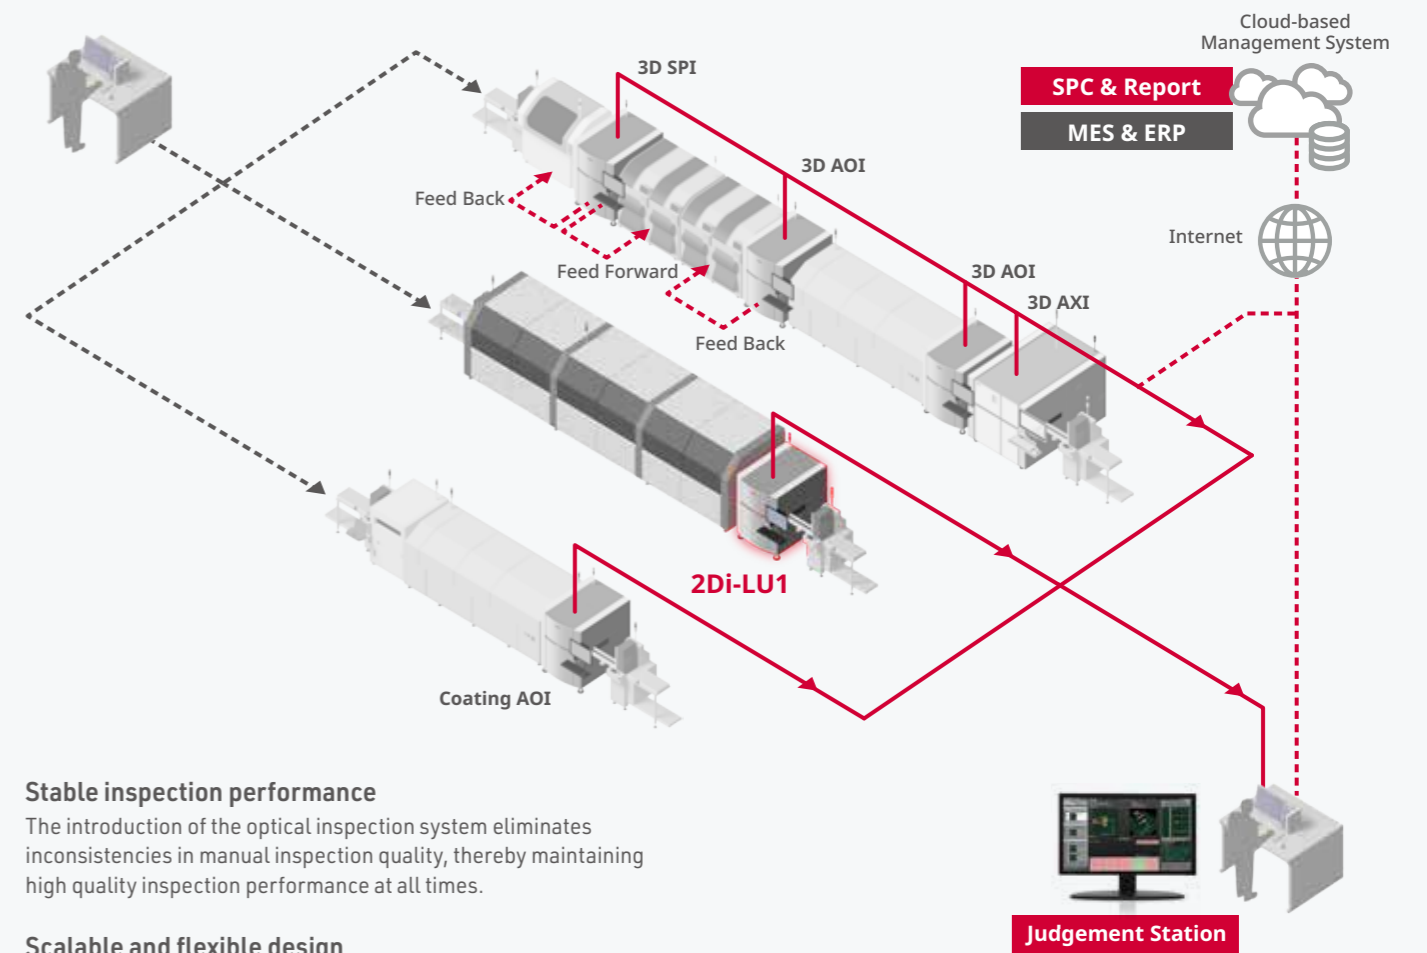 Cloud-based
Management System
SPC & Report
MES & ERP
3D SPI
3D AOI
Feed Back
Internet
Feed Forward
3D AOI
3D AXI
Feed Back
2Di-LU1
Coating AOI
Stable inspection performance
The introduction of the optical inspection system eliminates
inconsistencies in manual inspection quality, thereby maintaining
high quality inspection performance at all times.
Scalable and flexible design
Judgement Station